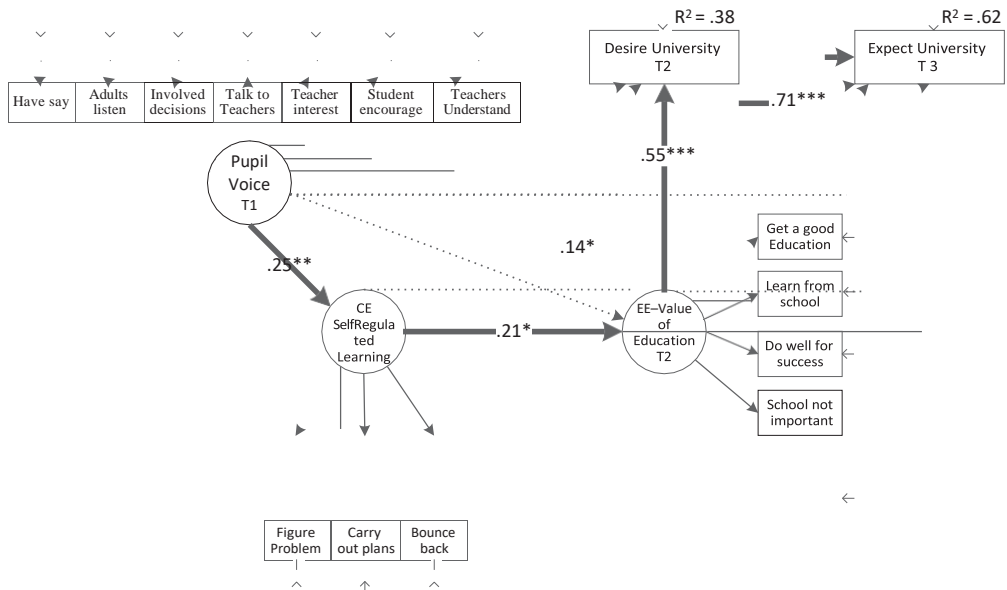 R² = .38
R² = .62
Desire University
T2
Expect University
T 3
Have say
Adults
listen
Involved
decisions
Talk to
Teachers
Teacher
interest
Student
encourage
Teachers
Understand
.71***
.55***
Pupil
Voice
T1
.14*
.25**
Get a good
Education
Learn from
school
CE
SelfRegula
ted
Learning
.21*
EE–Value
of
Education
T2
Do well for
success
School not
important
Figure
Problem
Carry
out plans
Bounce
back